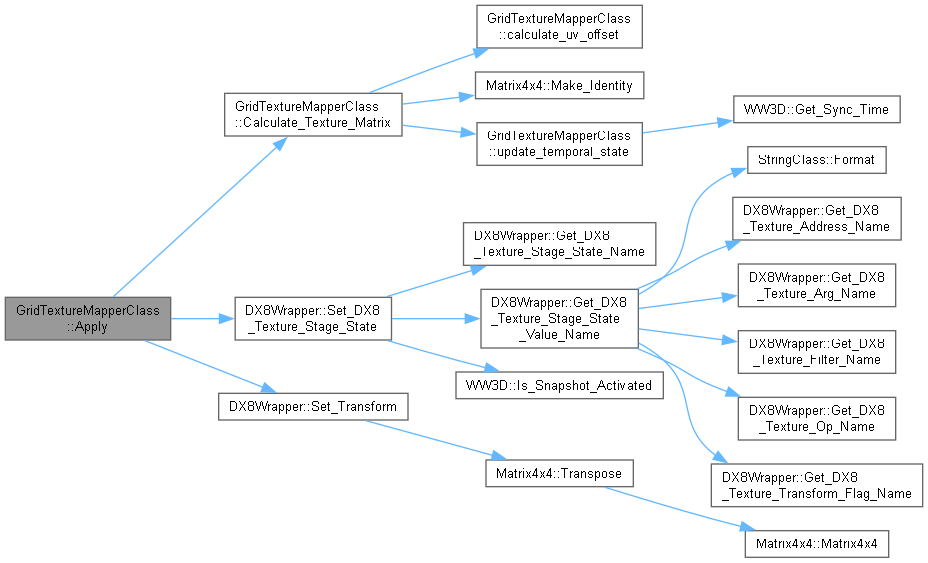 GridTextureMapperClass
::calculate_uv_offset
Matrix4x4::Make_Identity
GridTextureMapperClass
::Calculate_Texture_Matrix
WW3D::Get_Sync_Time
GridTextureMapperClass
::update_temporal_state
StringClass::Format
DX8Wrapper::Get_DX8
_Texture_Address_Name
DX8Wrapper::Get_DX8
_Texture_Stage_State_Name
DX8Wrapper::Get_DX8
_Texture_Arg_Name
GridTextureMapperClass
::Apply
DX8Wrapper::Set_DX8
_Texture_Stage_State
DX8Wrapper::Get_DX8
_Texture_Stage_State
_Value_Name
DX8Wrapper::Get_DX8
_Texture_Filter_Name
WW3D::Is_Snapshot_Activated
DX8Wrapper::Set_Transform
DX8Wrapper::Get_DX8
_Texture_Op_Name
Matrix4x4::Transpose
DX8Wrapper::Get_DX8
_Texture_Transform_Flag_Name
Matrix4x4::Matrix4x4